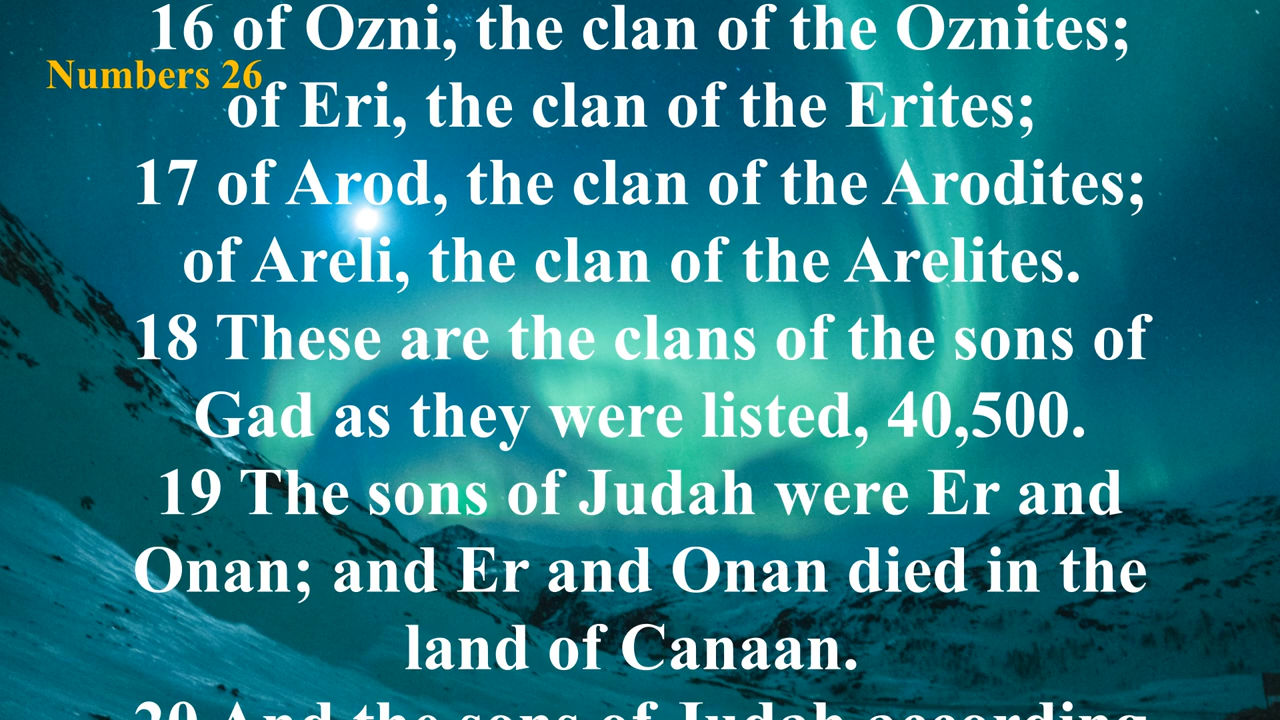 16 of Ozni, the clan of the Oznites;
Numbers 26
of Eri, the clan of the Erites;
17 of Arod, the clan of the Arodites;
of Areli, the clan of the Arelites.
18 These are the clans of the sons of
Gad as they were listed, 40,500.
19 The sons of Judah were Er and
Onan; and Er and Onan died in the
land of Canaan.
20 And the sons of Judah according